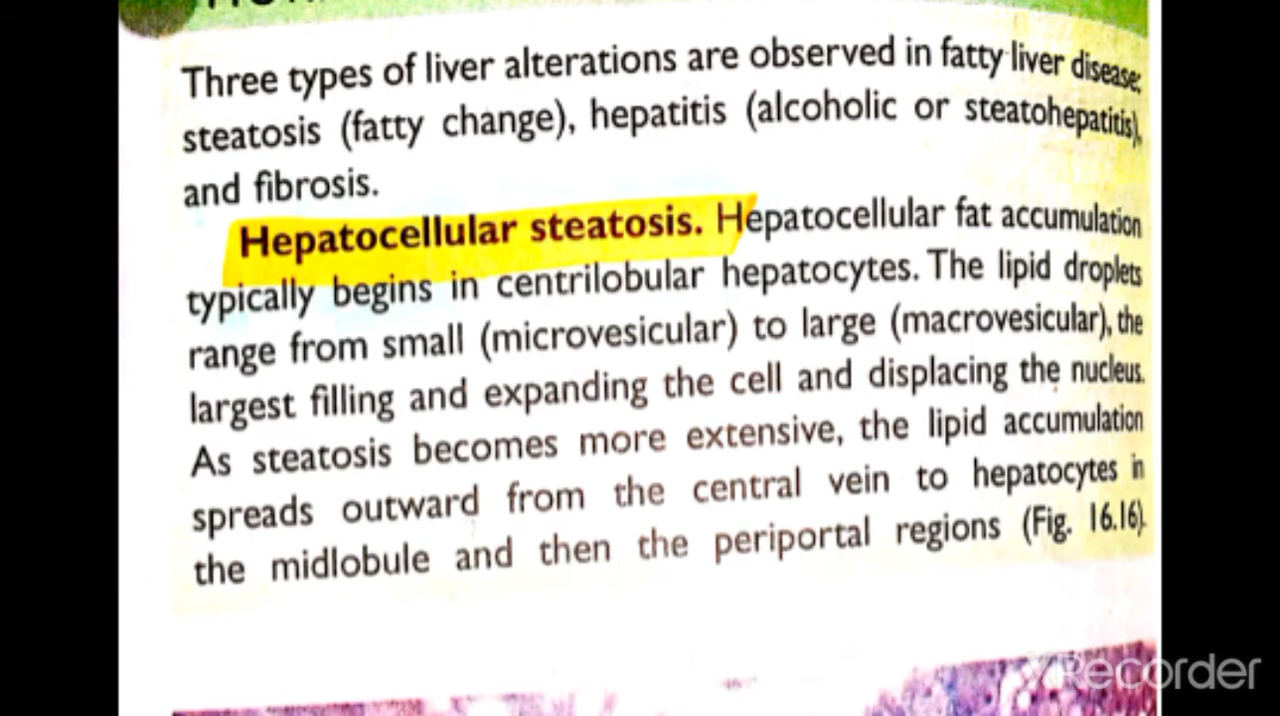 Three types of liver alterations are observed in fatty liver disease:
steatosis (fatty change), hepatitis (alcoholic or steatohepatitis),
and fibrosis.
Hepatocellular steatosis. Hepatocellular fat accumulation
typically begins in centrilobular hepatocytes. The lipid droplets
range from small (microvesicular) to large (macrovesicular), the
largest filling and expanding the cell and displacing the nucleus.
As steatosis becomes more extensive, the lipid accumulation
spreads outward from the central vein to hepatocytes in
the midlobule and then the periportal regions (Fig. 16.16).
Recorder